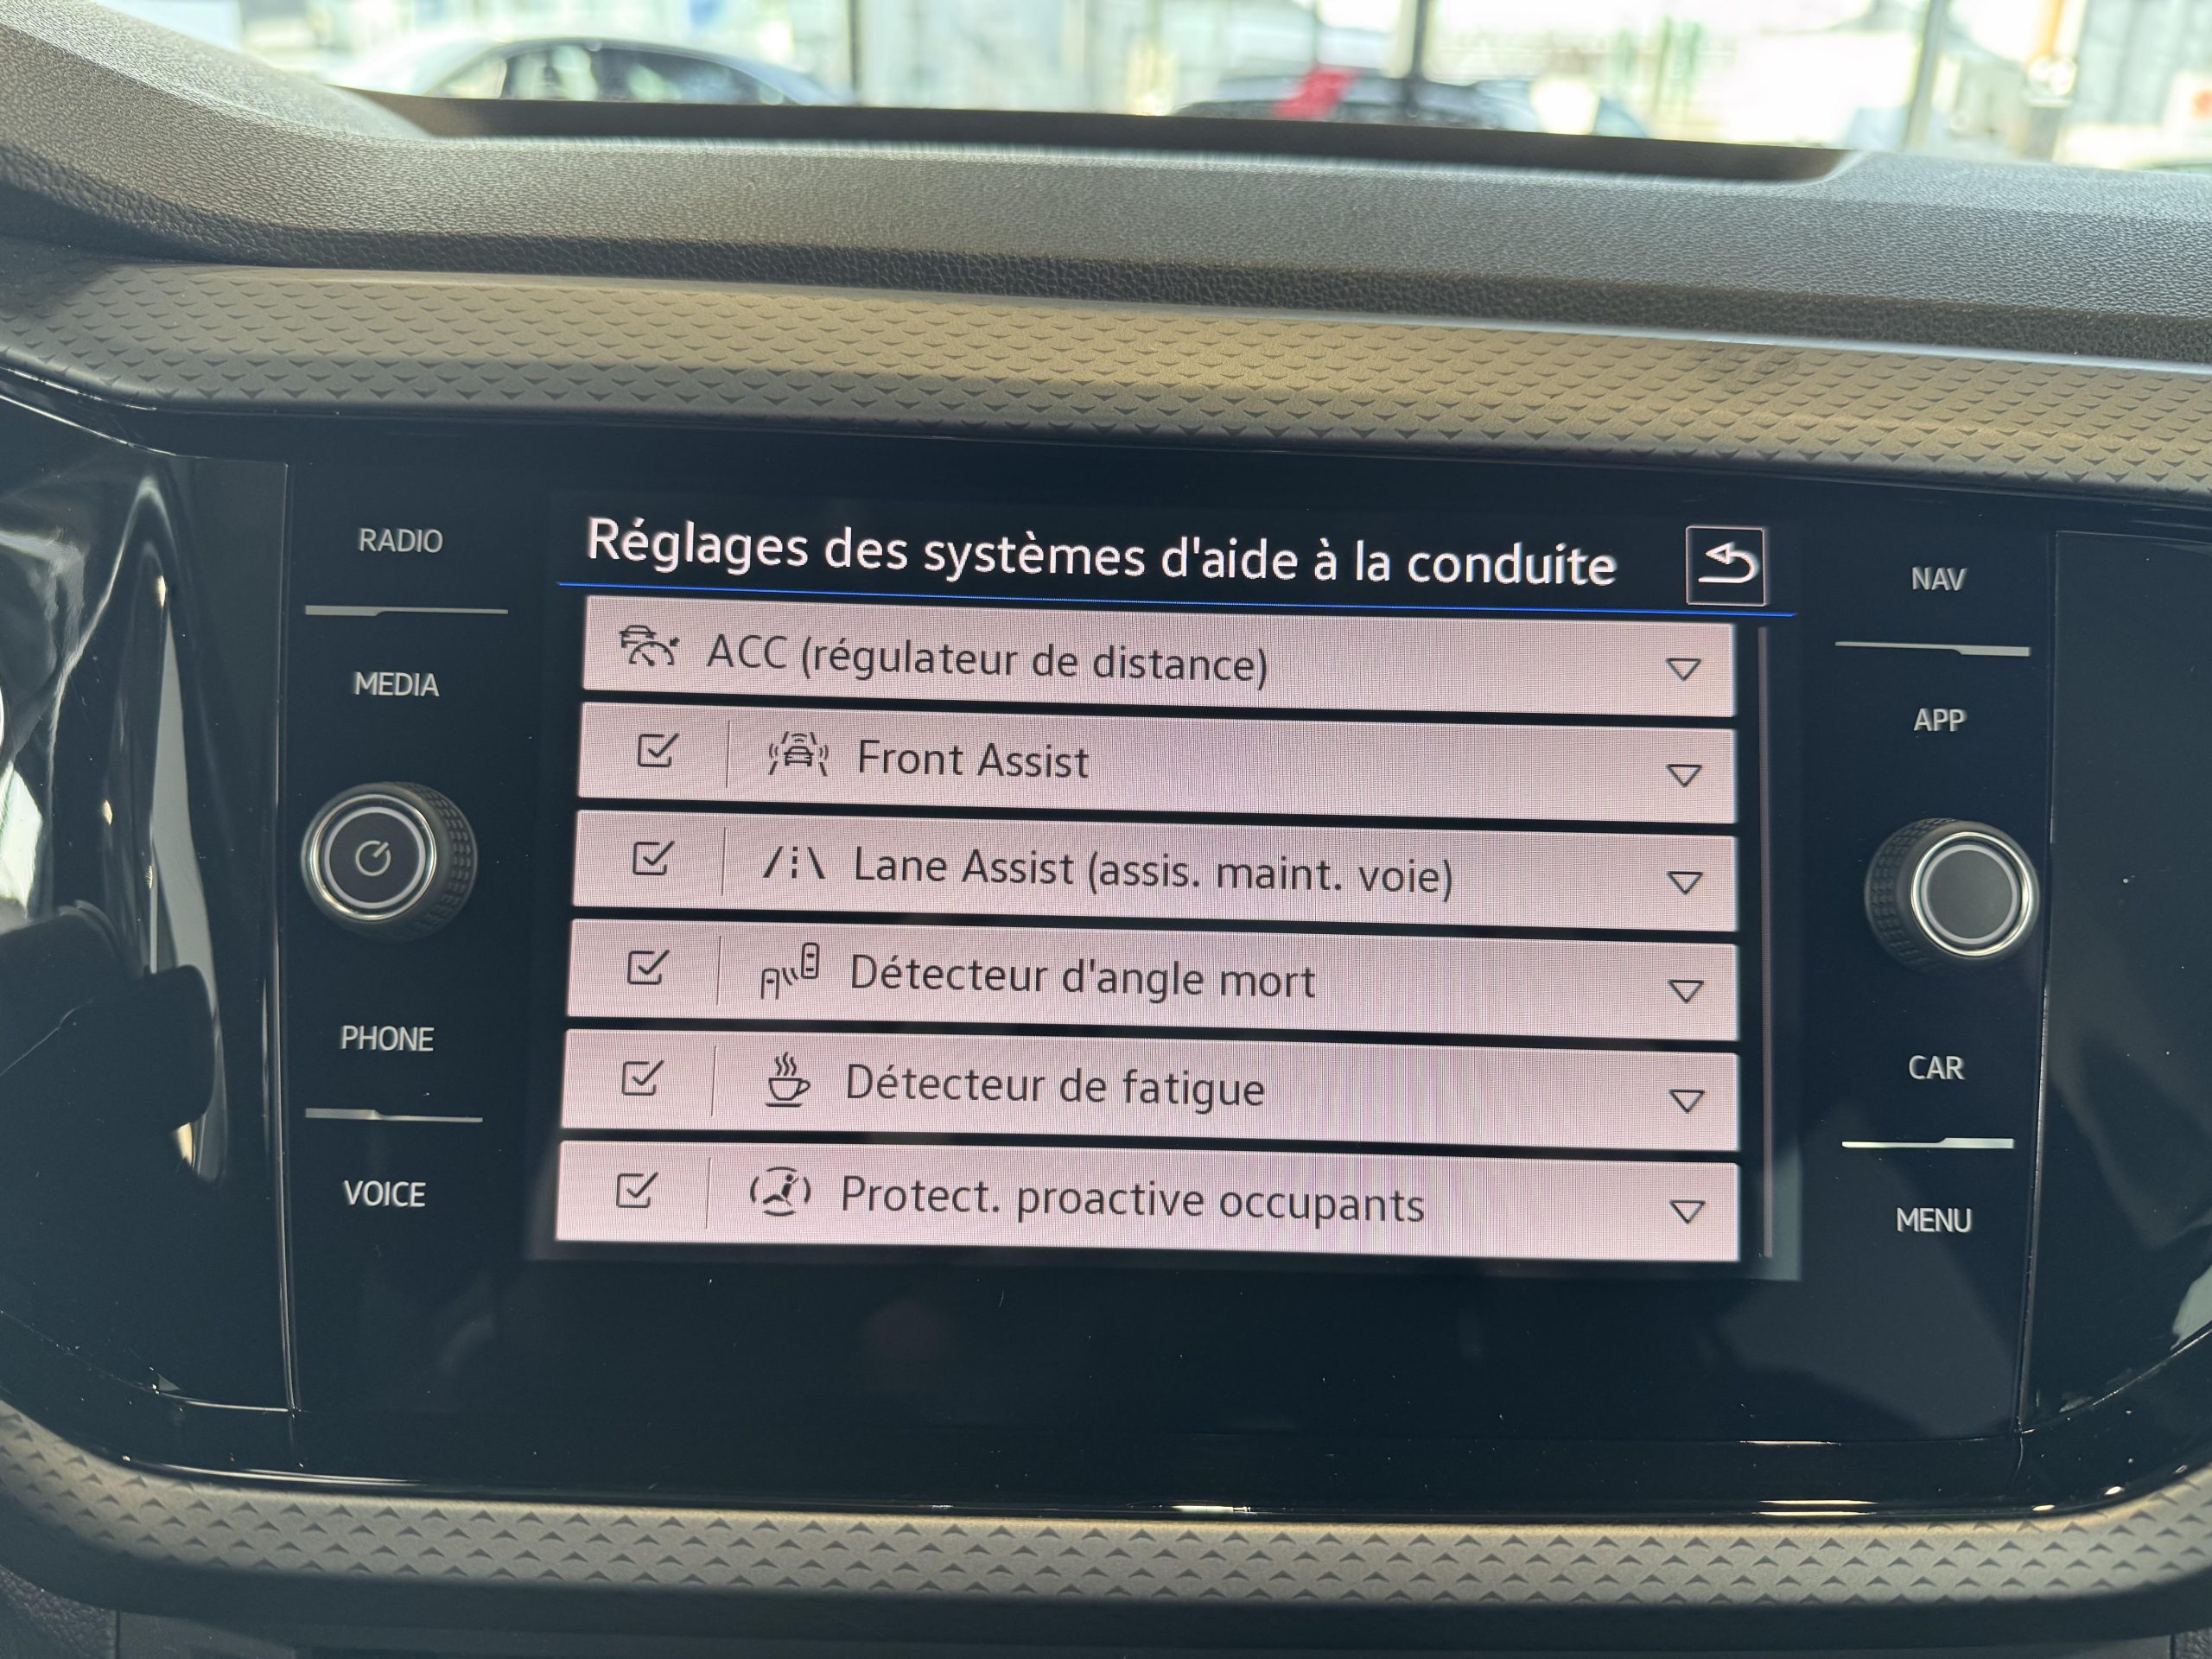 Réglages des systèmes d'aide à la conduite
ACC (régulateur de distance)
Front Assist
Lane Assist (assis. maint. voie)
Détecteur d'angle mort
Détecteur de fatigue
Protect. proactive occupants
RADIO
MEDIA
PHONE
VOICE
NAV
APP
CAR
MENU